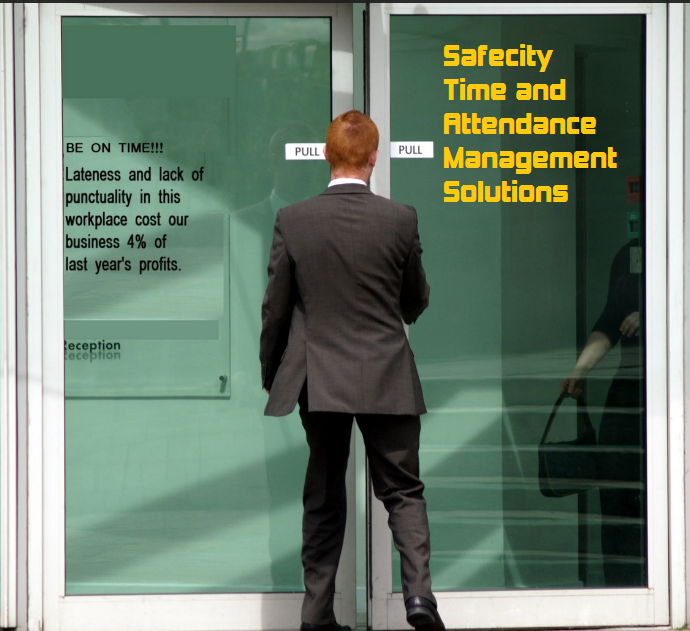 BE ON TIME!!!
Lateness and lack of
punctuality in this
workplace cost our
business 4% of
last year's profits.
Reception
Reception
PULL
PULL
Safecity
Time and
Attendance
Management
Solutions